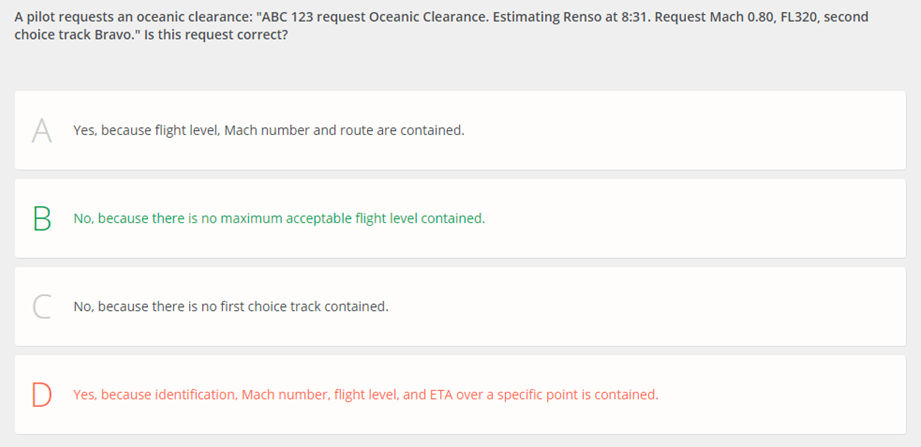 A pilot requests an oceanic clearance: "ABC 123 request Oceanic Clearance. Estimating Renso at 8:31. Request Mach 0.80, FL320, second
choice track Bravo." Is this request correct?
A Yes, because flight level, Mach number and route are contained.
B No, because there is no maximum acceptable flight level contained.
C No, because there is no first choice track contained.
D Yes, because identification, Mach number, flight level, and ETA over a specific point is contained.